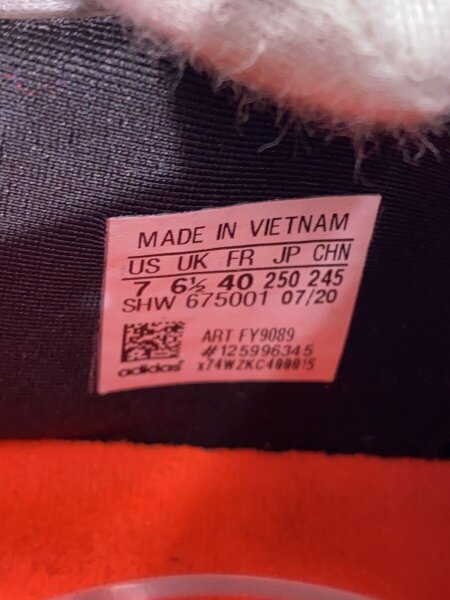 MADE IN VIETNAM
US UK FR JP CHN
7 6½ 40 250 245
SHW 675001 07/20
ART FY9089
#125996345
adidas